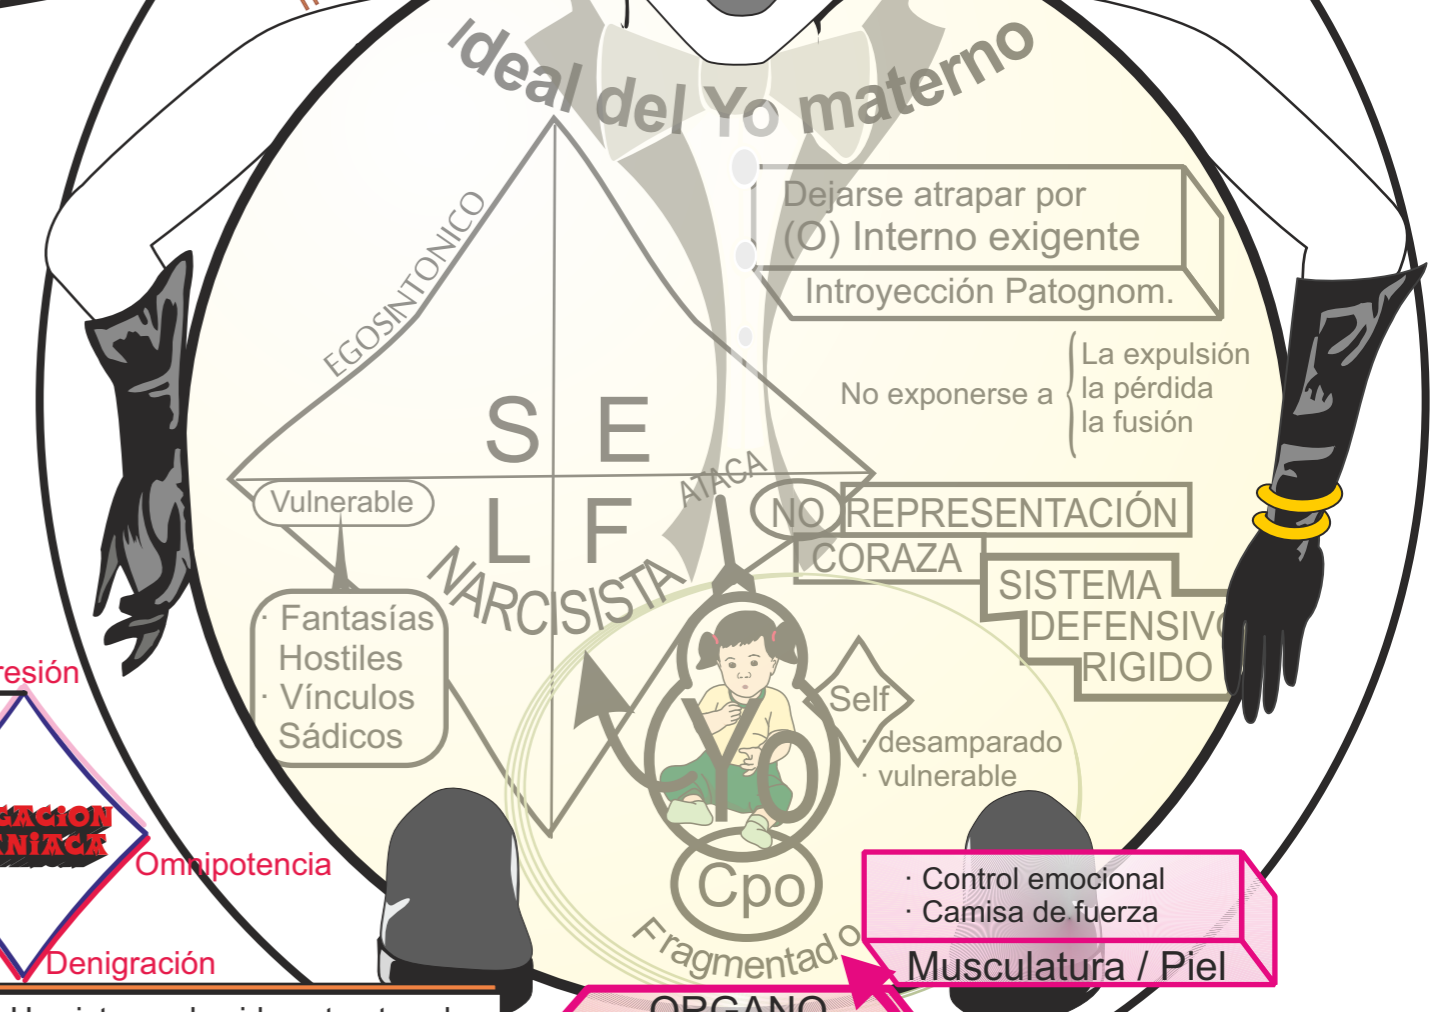 Ideal del Yo materno
EGOSINTONICO
Dejarse atrapar por
(O) Interno exigente
Introyección Patognom.
No exponerse a
La expulsión
la pérdida
la fusión
S E
L F
NARCISISTA
ATACA
Vulnerable
· Fantasías
Hostiles
· Vínculos
Sádicos
NO REPRESENTACIÓN
CORAZA
SISTEMA
DEFENSIVO
RIGIDO
Yo
Self
· desamparado
· vulnerable
Cpo
Fragmentado
· Control emocional
· Camisa de fuerza
Musculatura / Piel
ORGANO
Omnipotencia
Denigración